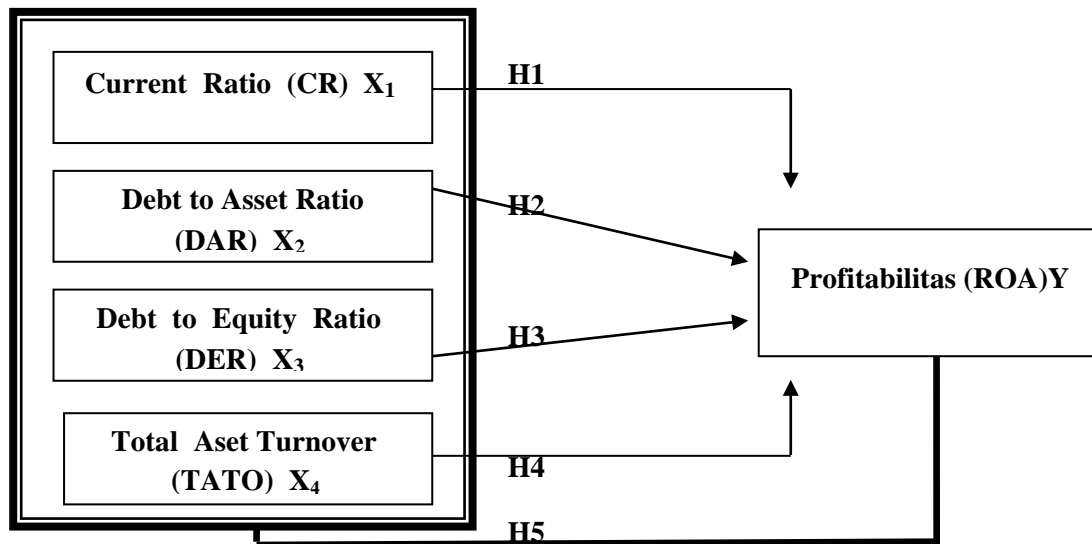 Current Ratio (CR) X1
H1
Debt to Asset Ratio
(DAR) X2
H2
Profitabilitas (ROA)Y
Debt to Equity Ratio
(DER) X3
H3
Total Aset Turnover
(TATO) X4
H4
H5